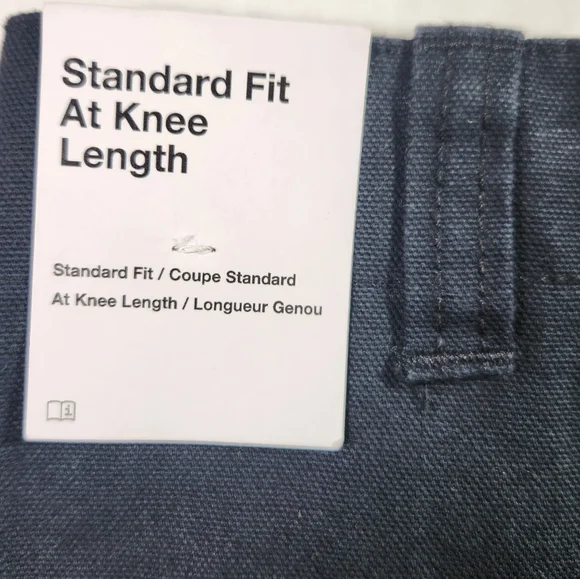 Standard Fit
At Knee
Length
Standard Fit / Coupe Standard
At Knee Length / Longueur Genou
i